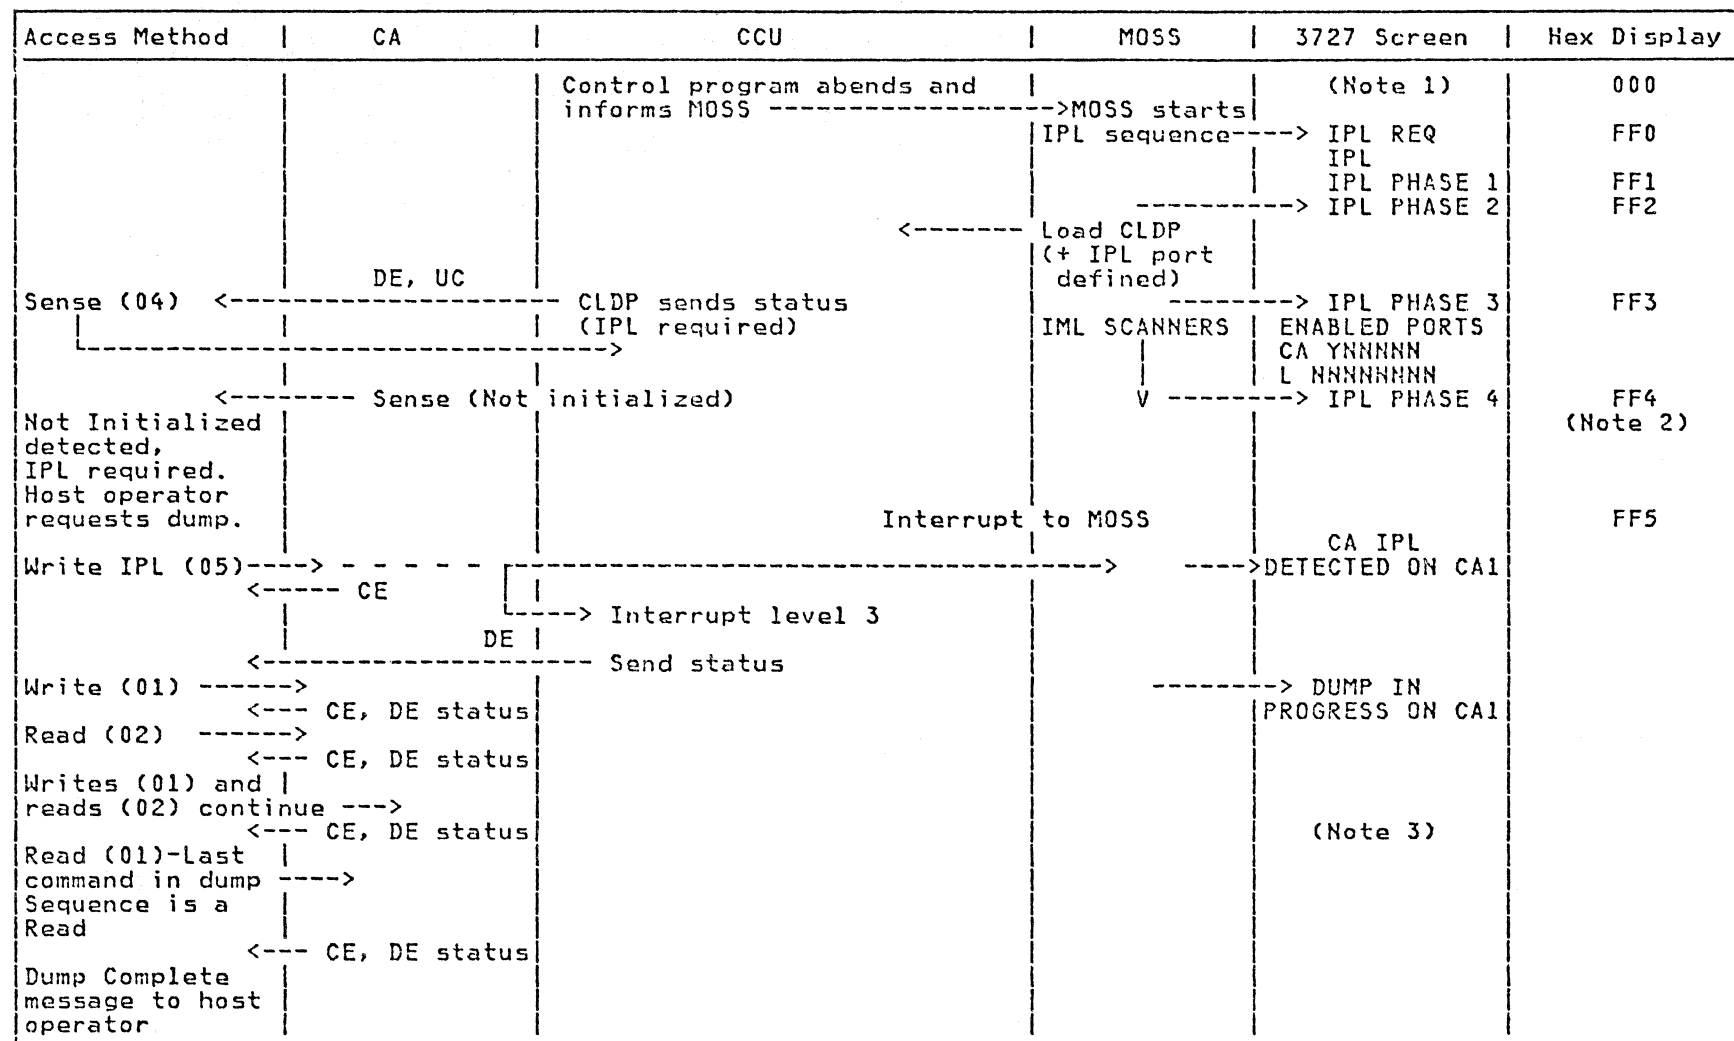 Access Method | CA | CCU | MOSS | 3727 Screen | Hex Display
Control program abends and (Note 1) 000
informs MOSS ------------------->MOSS starts
IPL sequence----> IPL REQ FF0
IPL
IPL PHASE 1 FF1
----------> IPL PHASE 2 FF2
<------- Load CLDP
(+ IPL port
DE, UC defined)
Sense (04) <---------------------- CLDP sends status --------> IPL PHASE 3 FF3
(IPL required) IML SCANNERS ENABLED PORTS
CA YNNNNN
L NNNNNNNN
<-------- Sense (Not initialized) V --------> IPL PHASE 4 FF4
Not Initialized (Note 2)
detected,
IPL required.
Host operator
requests dump. Interrupt to MOSS FF5
CA IPL
Write IPL (05)----> - - - - - ---------------------------------------> ---->DETECTED ON CA1
<----- CE
-----> Interrupt level 3
DE
<--------------------- Send status
Write (01) ------> --------> DUMP IN
<--- CE, DE status PROGRESS ON CA1
Read (02) ------>
<--- CE, DE status
Writes (01) and
reads (02) continue --->
<--- CE, DE status (Note 3)
Read (01)-Last
command in dump ---->
Sequence is a
Read
<--- CE, DE status
Dump Complete
message to host
operator